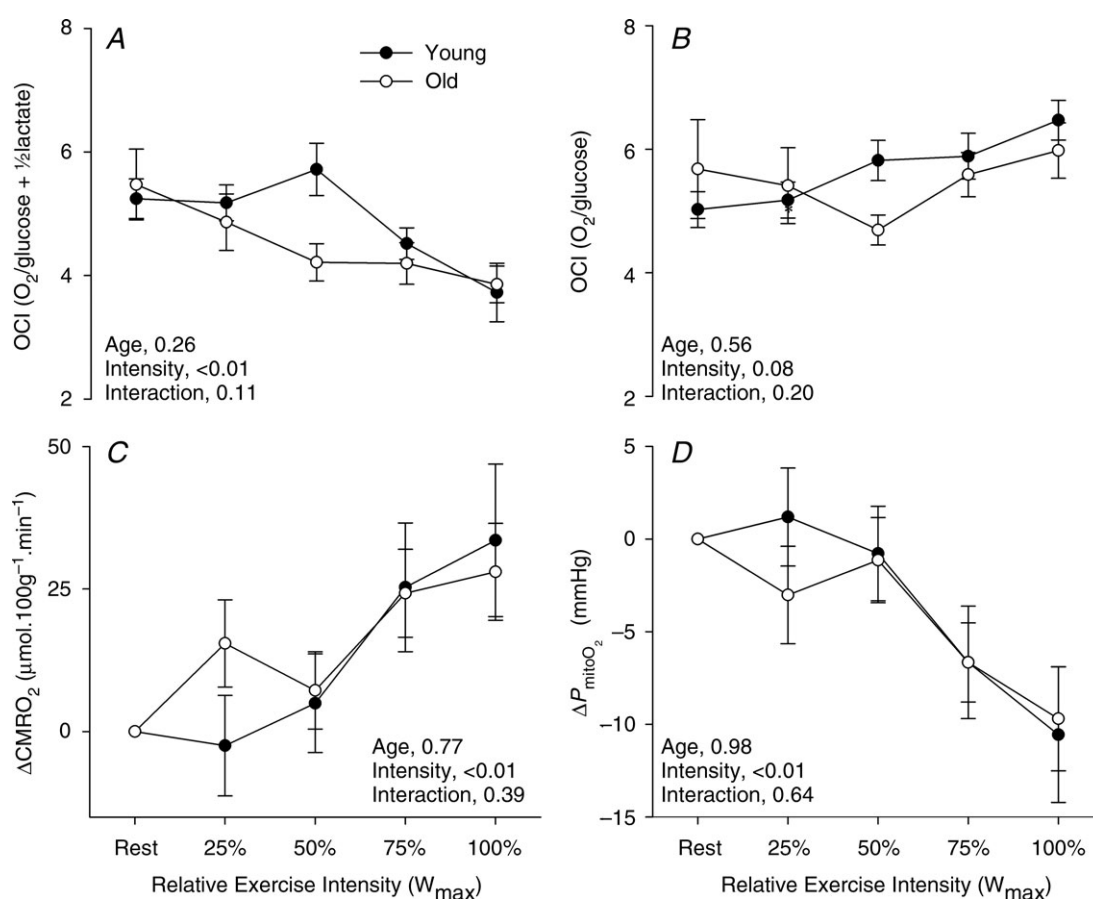 A
B
Young
Old
8
6
4
2
OCI (O₂/glucose + ½lactate)
Age, 0.26
Intensity, <0.01
Interaction, 0.11
8
6
4
2
OCI (O₂/glucose)
*
Age, 0.56
Intensity, 0.08
Interaction, 0.20
C
D
50
25
0
ΔCMRO₂ (μmol.100g⁻¹.min⁻¹)
Age, 0.77
Intensity, <0.01
Interaction, 0.39
Rest 25% 50% 75% 100%
Relative Exercise Intensity (Wmax)
5
0
−5
−10
−15
ΔPmitoO₂ (mmHg)
Age, 0.98
Intensity, <0.01
Interaction, 0.64
Rest 25% 50% 75% 100%
Relative Exercise Intensity (Wmax)